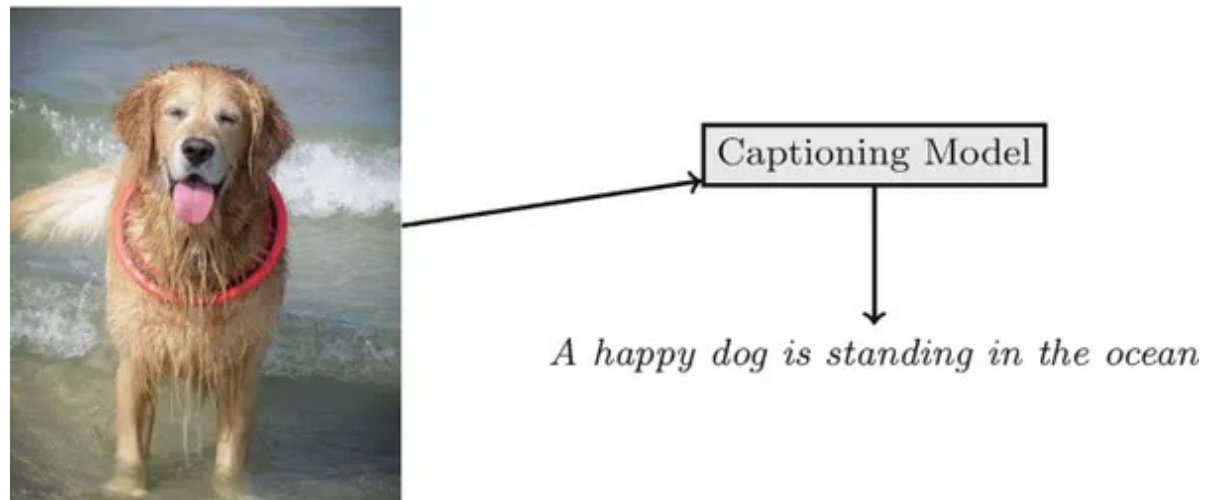 Captioning Model
A happy dog is standing in the ocean